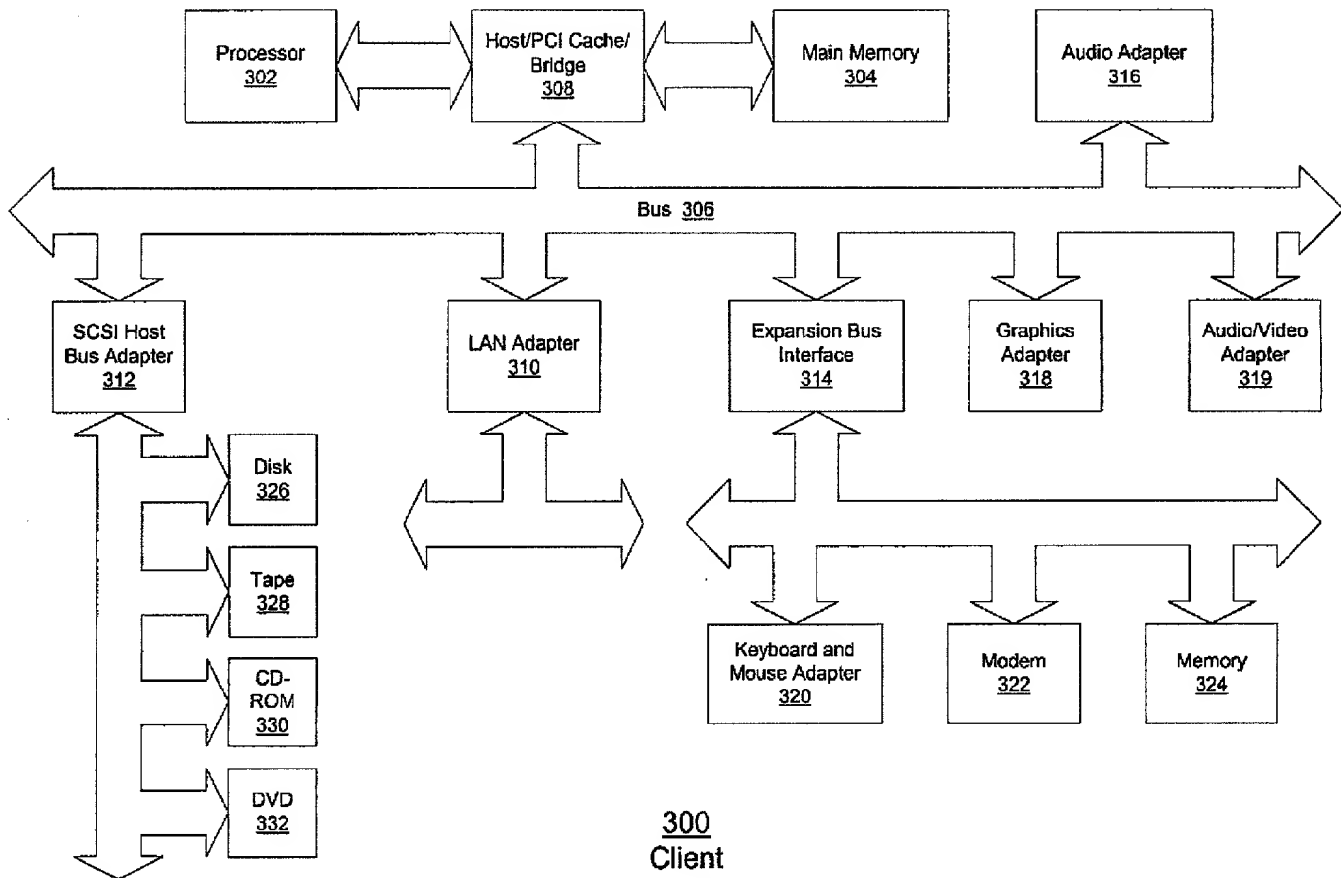 Processor
302
Host/PCI Cache/
Bridge
308
Main Memory
304
Audio Adapter
316
Bus 306
SCSI Host
Bus Adapter
312
LAN Adapter
310
Expansion Bus
Interface
314
Graphics
Adapter
318
Audio/Video
Adapter
319
Disk
326
Tape
328
CD-
ROM
330
DVD
332
Keyboard and
Mouse Adapter
320
Modem
322
Memory
324
300
Client